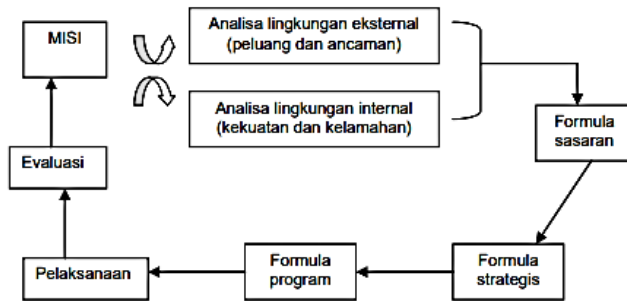 MISI
Analisa lingkungan eksternal
(peluang dan ancaman)
Analisa lingkungan internal
(kekuatan dan kelamahan)
Formula
sasaran
Evaluasi
Pelaksanaan
Formula
program
Formula
strategis